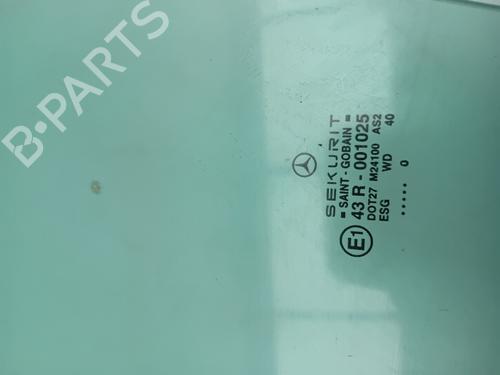 SEKURIT
- SAINT - GOBAIN -
E1 43 R - 001025
DOT27 M24100 AS2
ESG WD 40
..... 0
B-PARTS